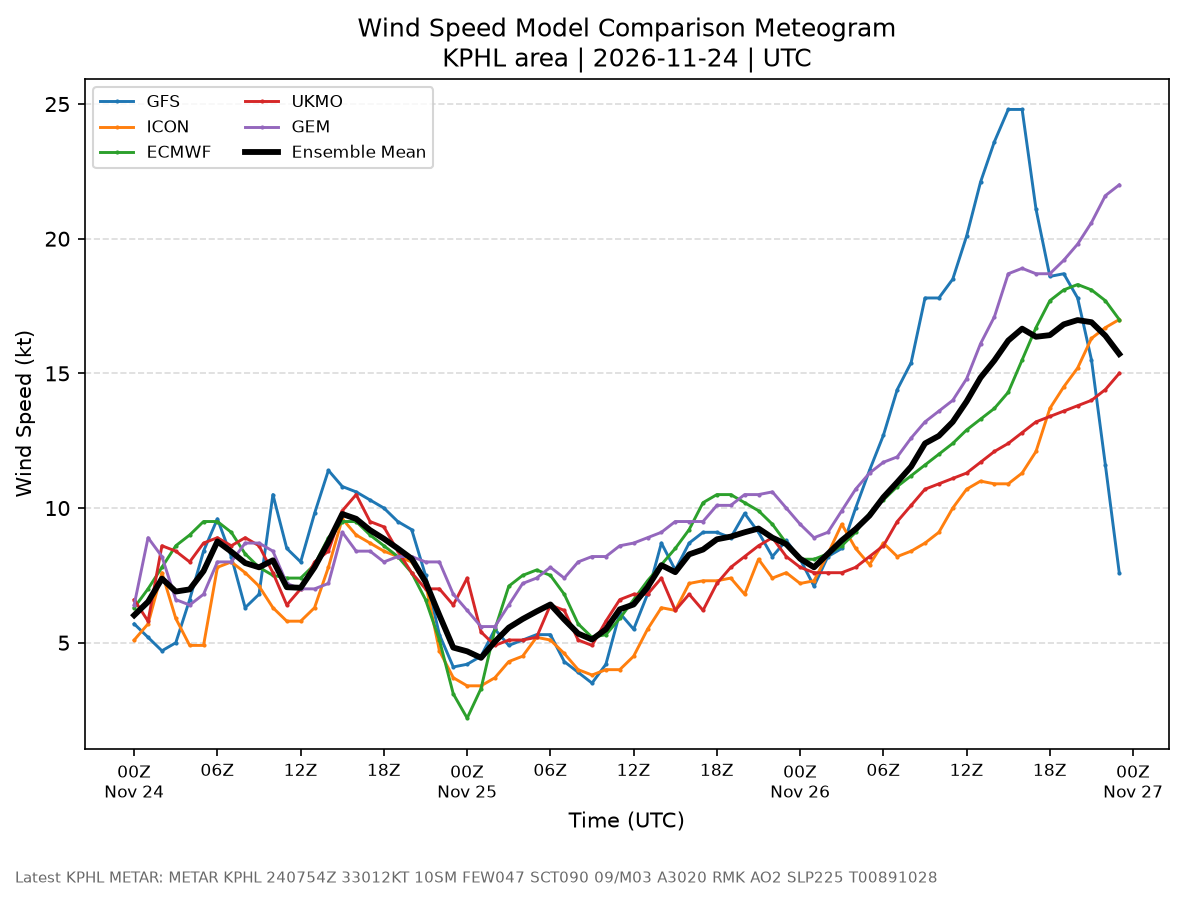 Wind Speed Model Comparison Meteogram
KPHL area | 2026-11-24 | UTC
GFS
ICON
ECMWF
UKMO
GEM
Ensemble Mean
Wind Speed (kt)
25
20
15
10
5
00Z 06Z 12Z 18Z 00Z 06Z 12Z 18Z 00Z 06Z 12Z 18Z 00Z
Nov 24 Nov 25 Nov 26 Nov 27
Time (UTC)
Latest KPHL METAR: METAR KPHL 240754Z 33012KT 10SM FEW047 SCT090 09/M03 A3020 RMK AO2 SLP225 T00891028